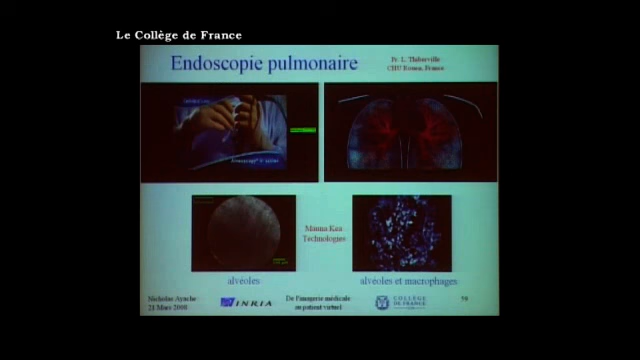 Le Collège de France
Endoscopie pulmonaire
Pr. L. Thiberville
CHU Rouen, France
Mauna Kea
Technologies
alvéoles
alvéoles et macrophages
Nicholas Ayache
21 Mars 2008
INRIA
De l'imagerie médicale
au patient virtuel
COLLÈGE
DE FRANCE